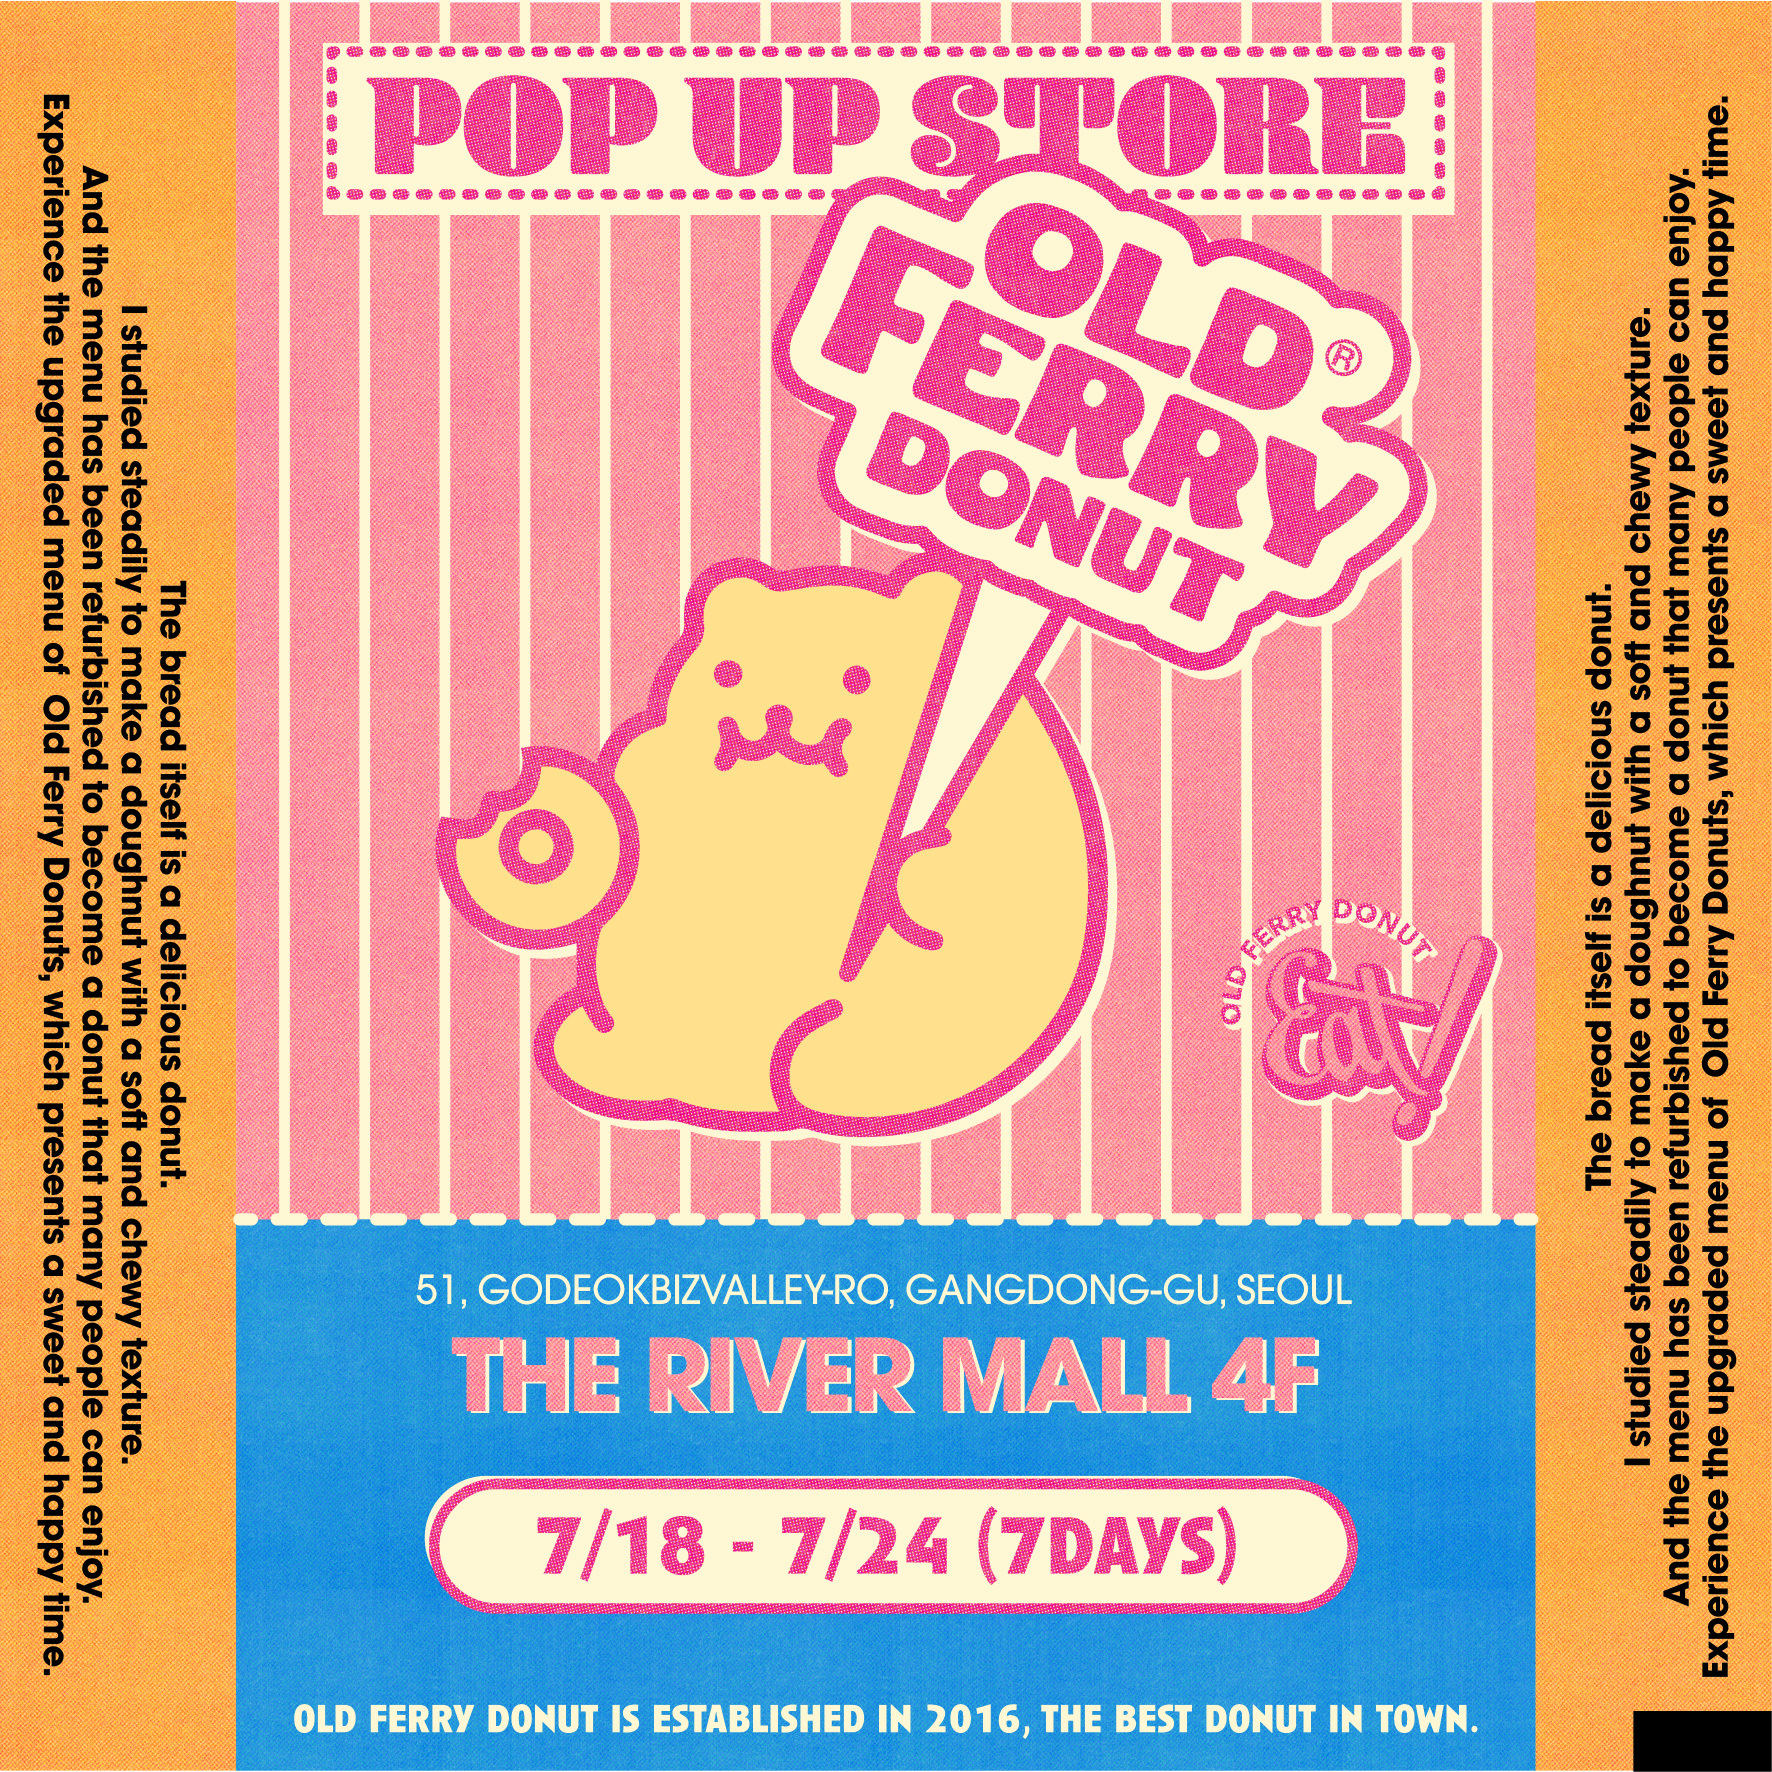 POP UP STORE
OLD
FERRY
DONUT
®
OLD FERRY DONUT
Eat!
51, GODEOKBIZVALLEY-RO, GANGDONG-GU, SEOUL
THE RIVER MALL 4F
7/18 - 7/24 (7DAYS)
OLD FERRY DONUT IS ESTABLISHED IN 2016, THE BEST DONUT IN TOWN.
The bread itself is a delicious donut.
I studied steadily to make a doughnut with a soft and chewy texture.
And the menu has been refurbished to become a donut that many people can enjoy.
Experience the upgraded menu of Old Ferry Donuts, which presents a sweet and happy time.
The bread itself is a delicious donut.
I studied steadily to make a doughnut with a soft and chewy texture.
And the menu has been refurbished to become a donut that many people can enjoy.
Experience the upgraded menu of Old Ferry Donuts, which presents a sweet and happy time.